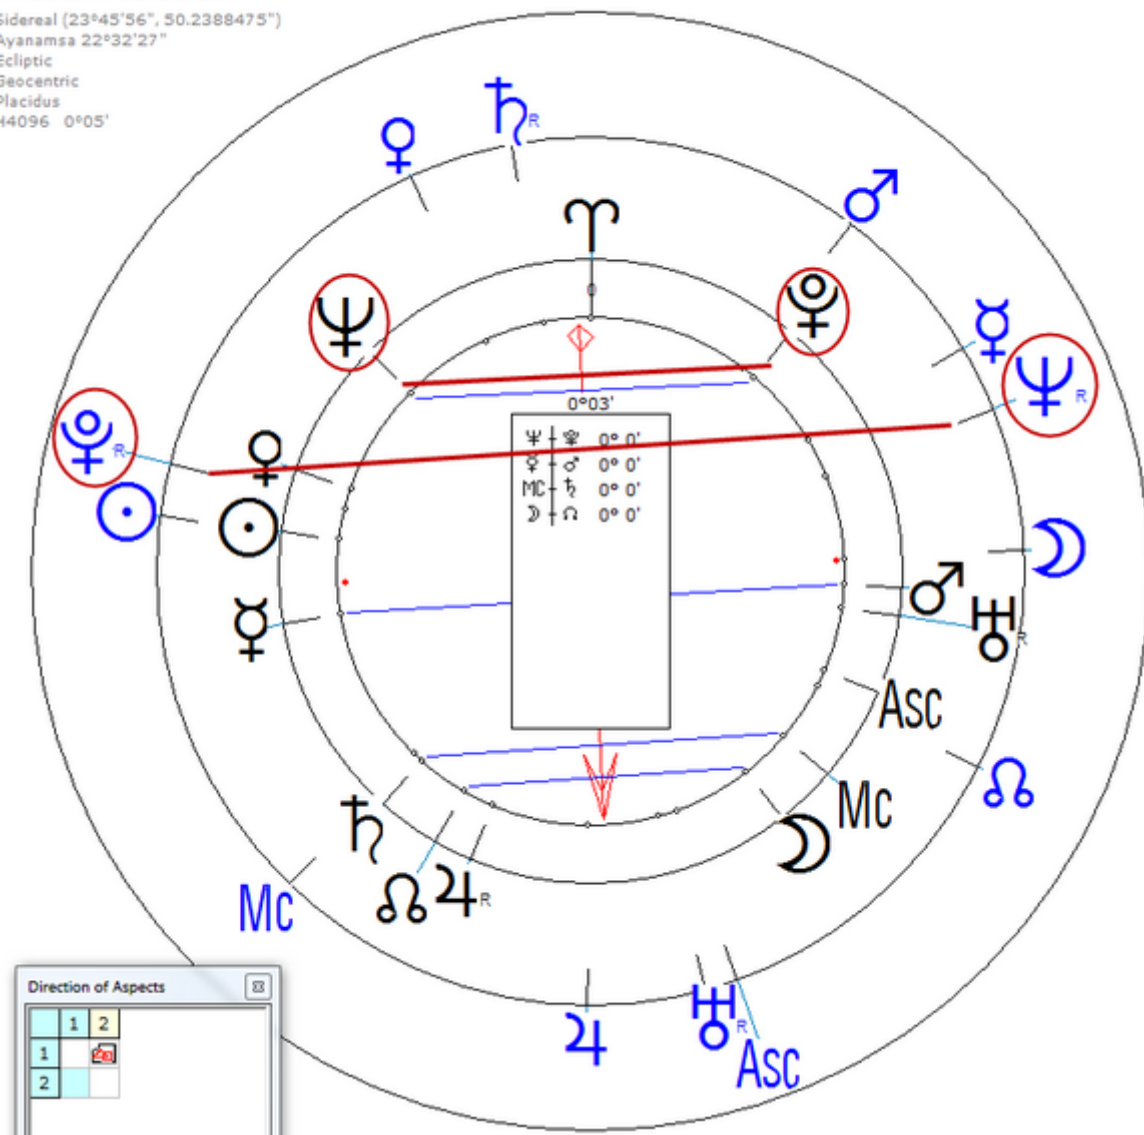 Sidereal (23°45'56", 50.2388475")
Ayanamsa 22°32'27"
Ecliptic
Geocentric
Placidus
H4096 0°05'
♄R
♀
♂
♈
0
♆
♇
☿
♆R
♇R
♀
☉
☉
☿
0°03'
♆ + ♇ 0° 0'
♀ + ♂ 0° 0'
MC + ♄ 0° 0'
☽ + ☊ 0° 0'
☽
♂
♅R
Asc
☊
Mc
☽
♄
☊
♃R
Mc
♃
♅R
Asc
Direction of Aspects
1 2
1
2